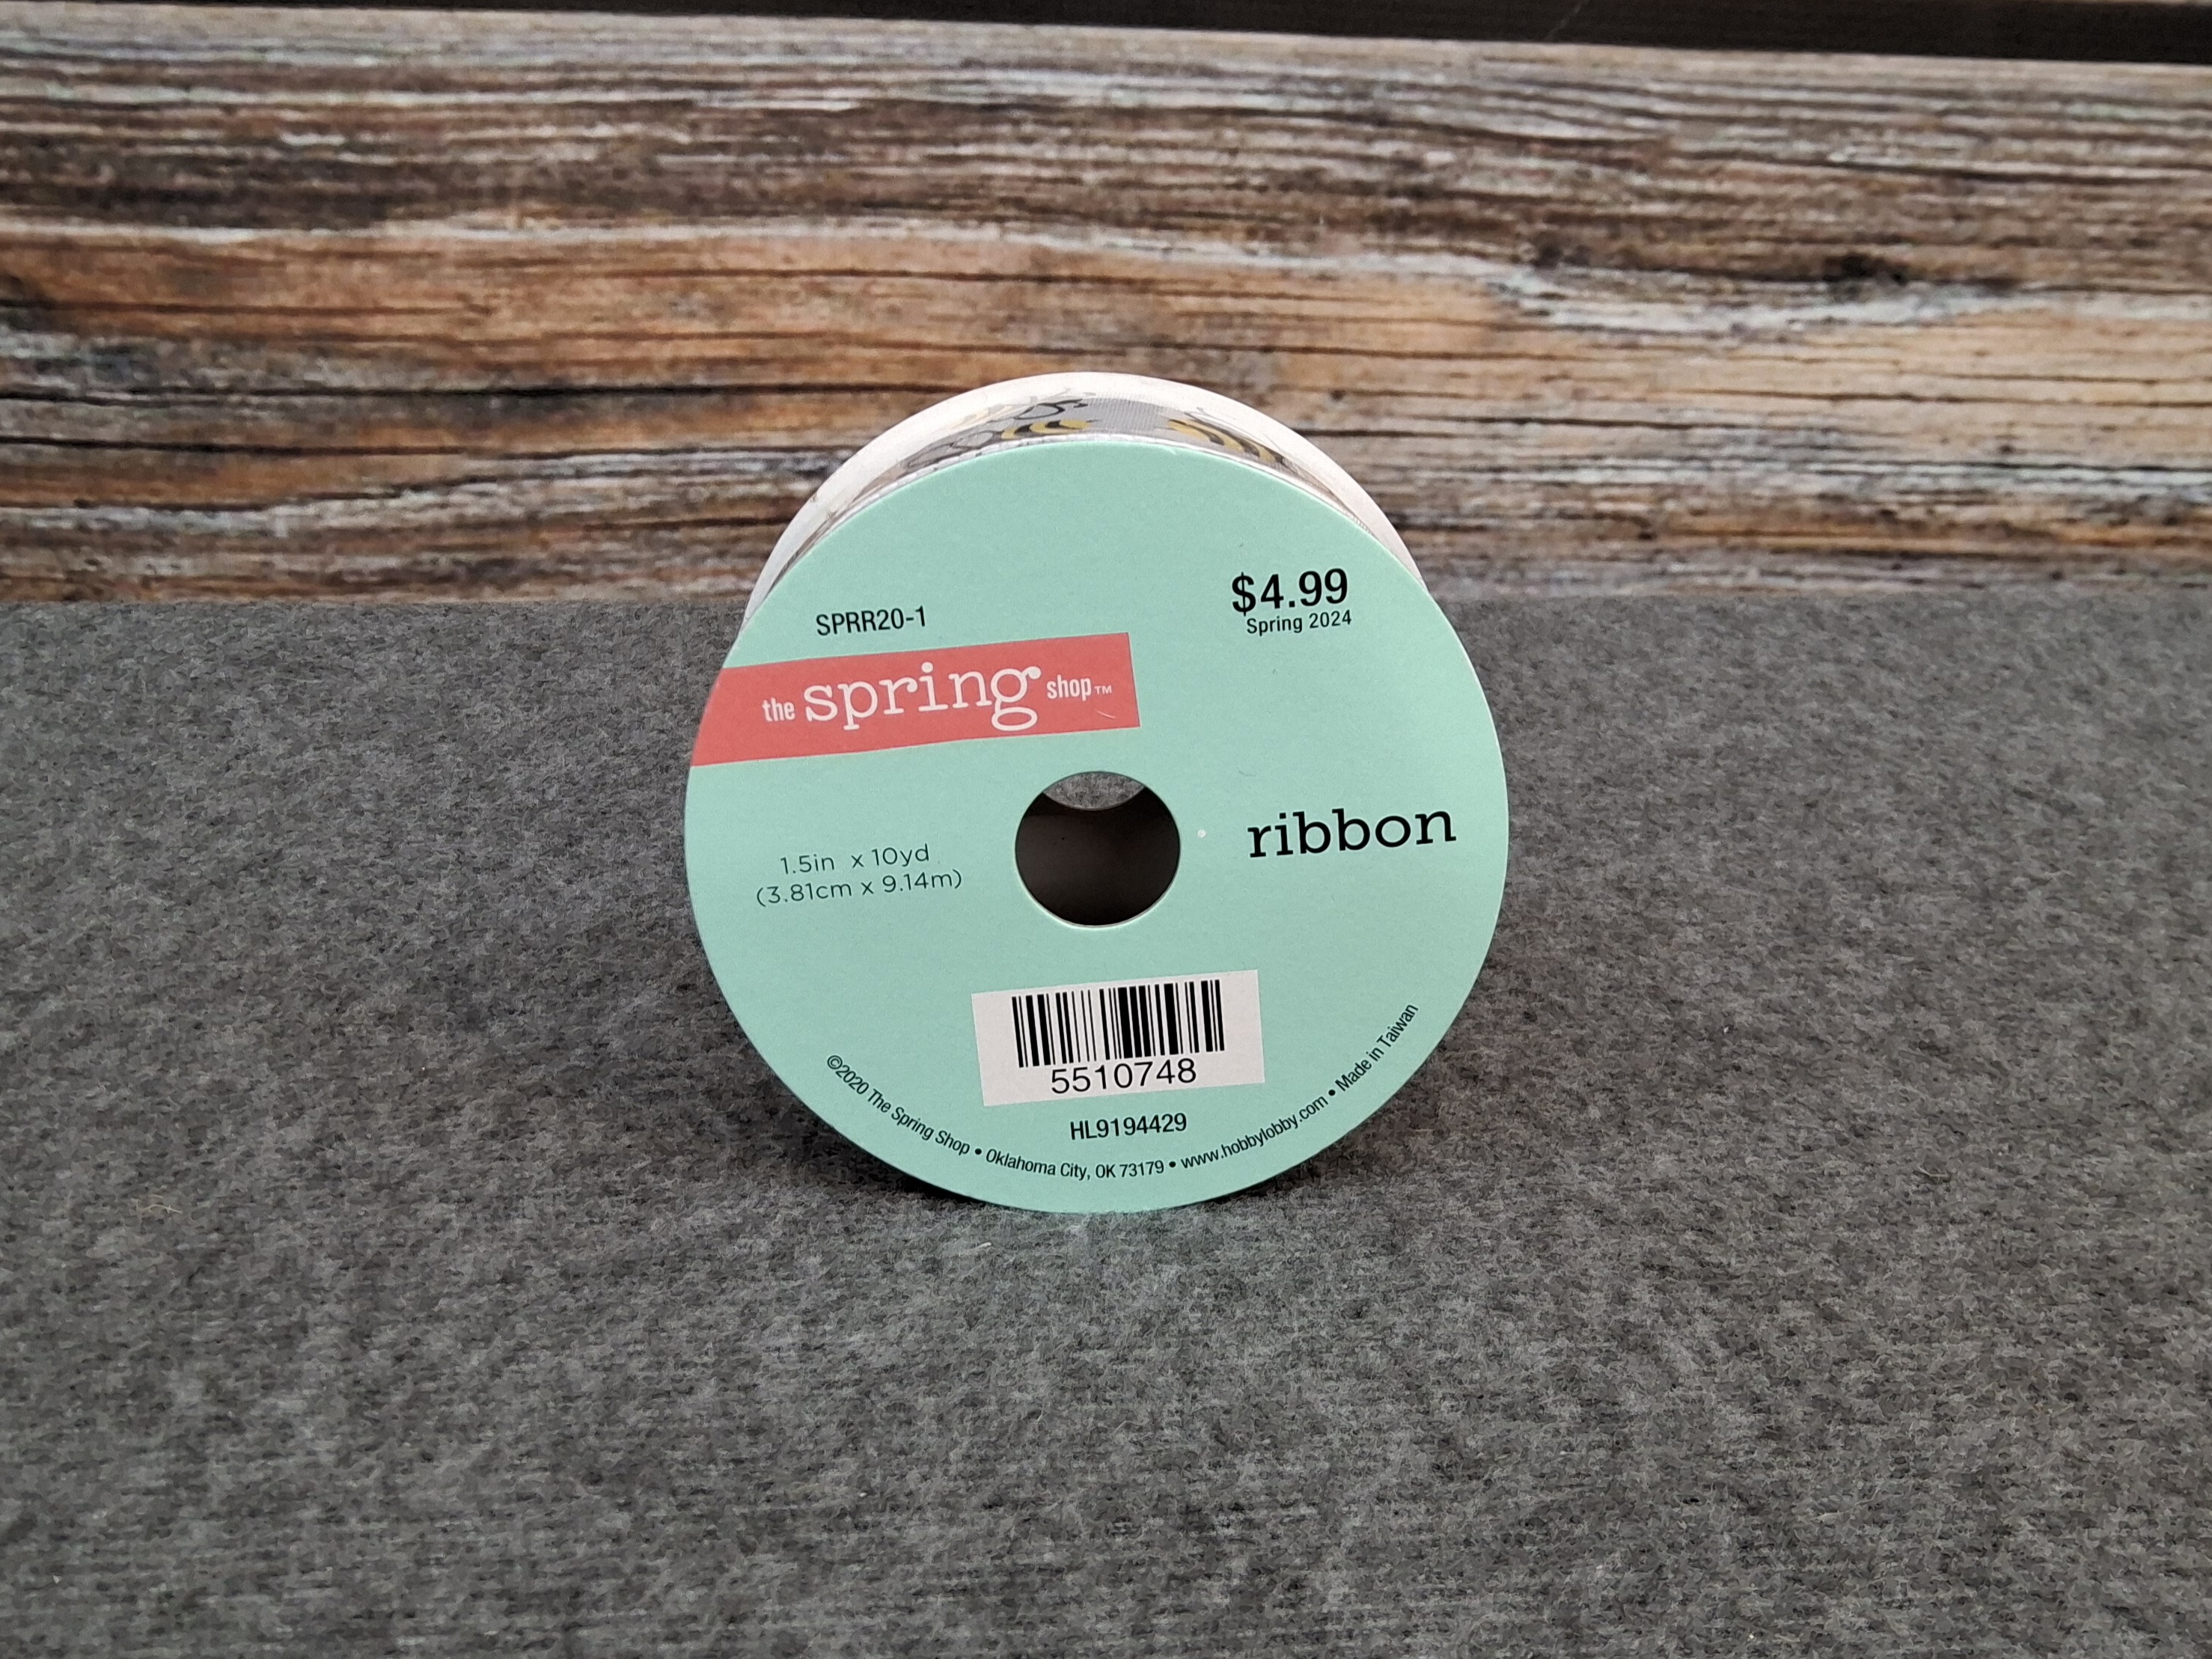 SPRR20-1
$4.99
Spring 2024
the spring shop™
1.5in x 10yd
(3.81cm x 9.14m)
ribbon
5510748
HL9194429
©2020 The Spring Shop • Oklahoma City, OK 73179 • www.hobbylobby.com • Made in Taiwan